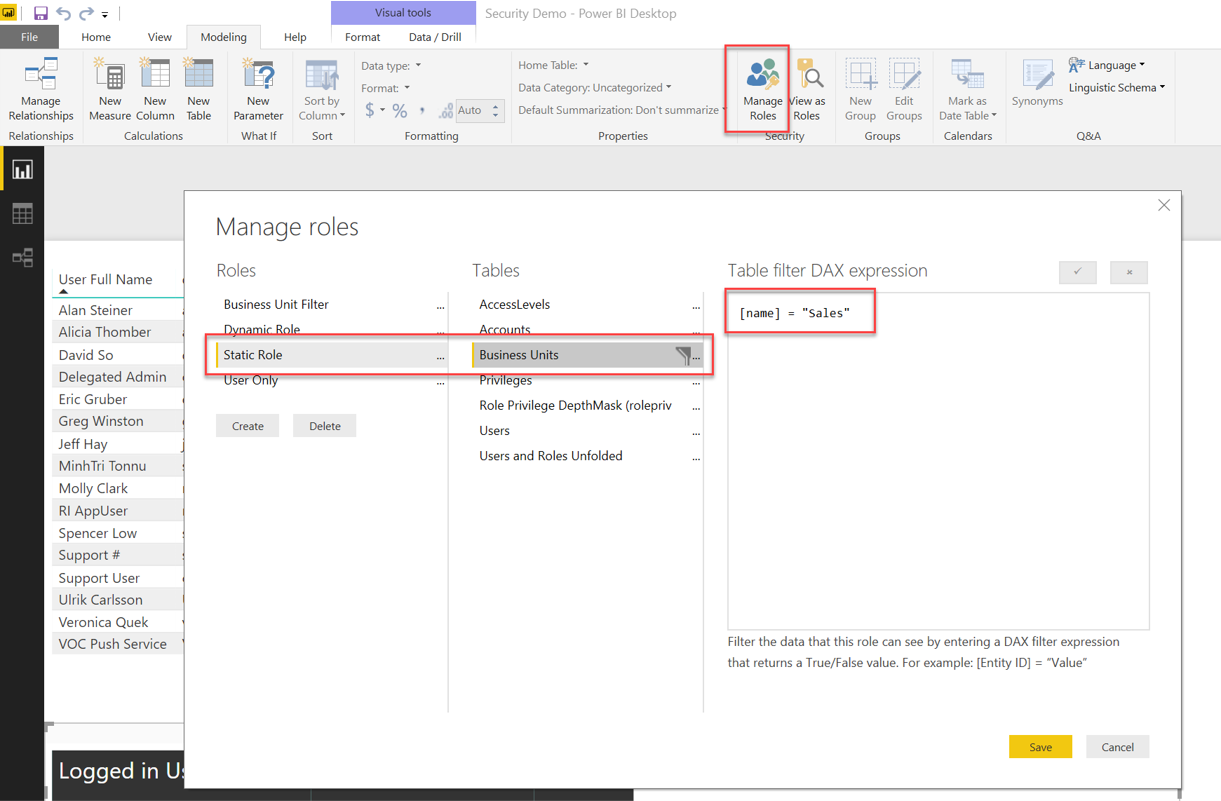 Visual tools
Security Demo - Power BI Desktop
File Home View Modeling Help Format Data / Drill
Manage Relationships
Relationships
New Measure
New Column
New Table
Calculations
New Parameter
What If
Sort by Column
Sort
Data type:
Format:
$ % , .00 Auto
Formatting
Home Table:
Data Category: Uncategorized
Default Summarization: Don't summarize
Properties
Manage Roles
View as Roles
Security
New Group
Edit Groups
Groups
Mark as Date Table
Calendars
Synonyms
Language
Linguistic Schema
Q&A
User Full Name
Alan Steiner
Alicia Thomber
David So
Delegated Admin
Eric Gruber
Greg Winston
Jeff Hay
MinhTri Tonnu
Molly Clark
RI AppUser
Spencer Low
Support #
Support User
Ulrik Carlsson
Veronica Quek
VOC Push Service
Logged in
Manage roles
Roles
Business Unit Filter ...
Dynamic Role
Static Role ...
User Only ...
Create Delete
Tables
AccessLevels ...
Accounts ...
Business Units ...
Privileges ...
Role Privilege DepthMask (rolepriv ...
Users ...
Users and Roles Unfolded ...
Table filter DAX expression
[name] = "Sales"
Filter the data that this role can see by entering a DAX filter expression
that returns a True/False value. For example: [Entity ID] = “Value”
Save Cancel